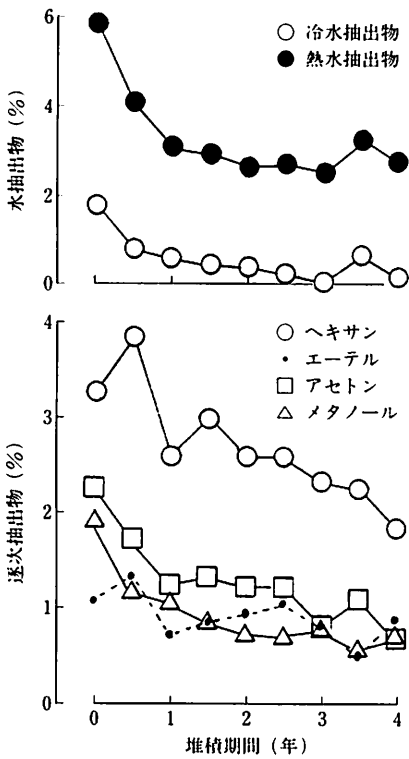 6
4
2
0
水抽出物 (%)
○ 冷水抽出物
● 熱水抽出物
4
3
2
1
0
逐次抽出物 (%)
○ ヘキサン
・ エーテル
□ アセトン
△ メタノール
0 1 2 3 4
堆積期間 (年)